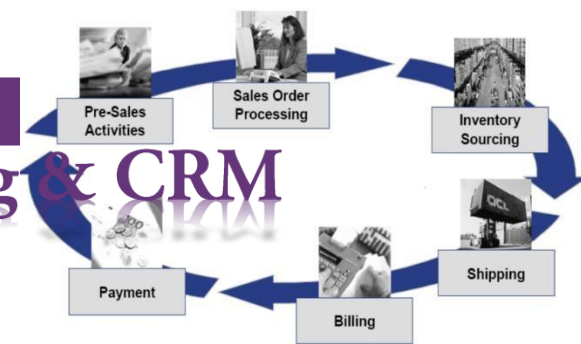 Pre-Sales
Activities
Sales Order
Processing
Inventory
Sourcing
g & CRM
OCL
Shipping
Payment
Billing